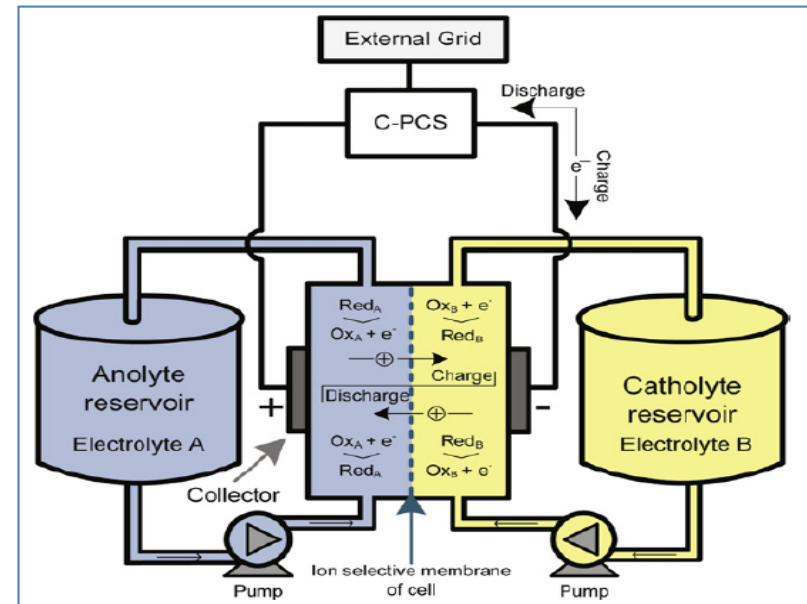 External Grid
C-PCS
Discharge
e⁻
Charge
Red_A
Ox_A + e⁻
Ox_B + e⁻
Red_B
⊕
Charge
Discharge
⊕
Ox_A + e⁻
Red_A
Red_B
Ox_B + e⁻
+
-
Anolyte
reservoir
Electrolyte A
Catholyte
reservoir
Electrolyte B
Collector
Pump
Ion selective membrane
of cell
Pump